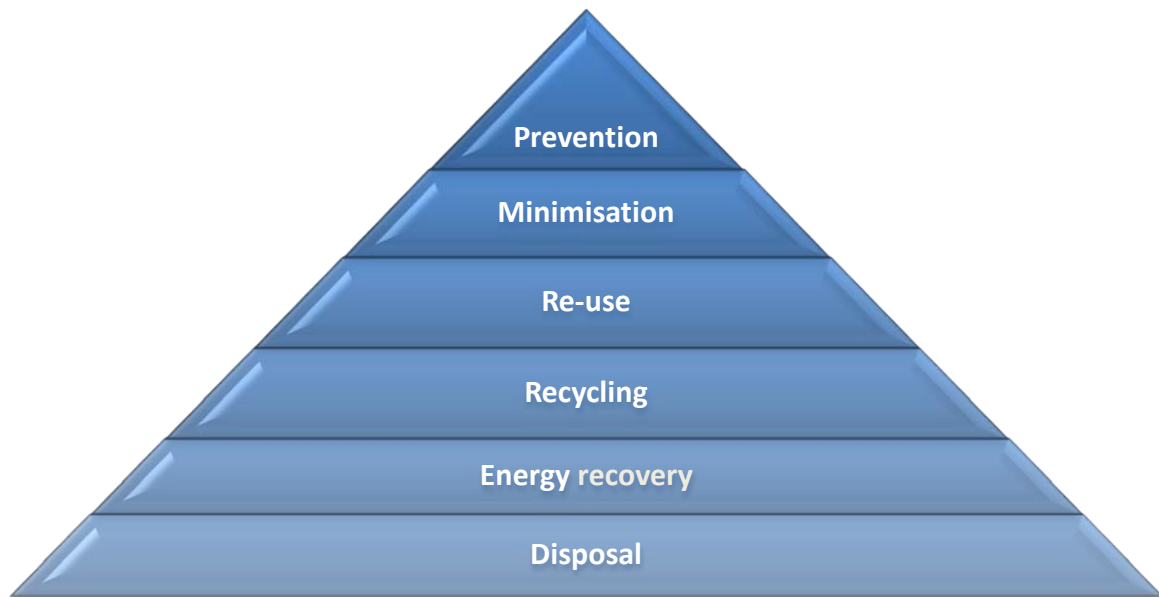 Prevention
Minimisation
Re-use
Recycling
Energy recovery
Disposal